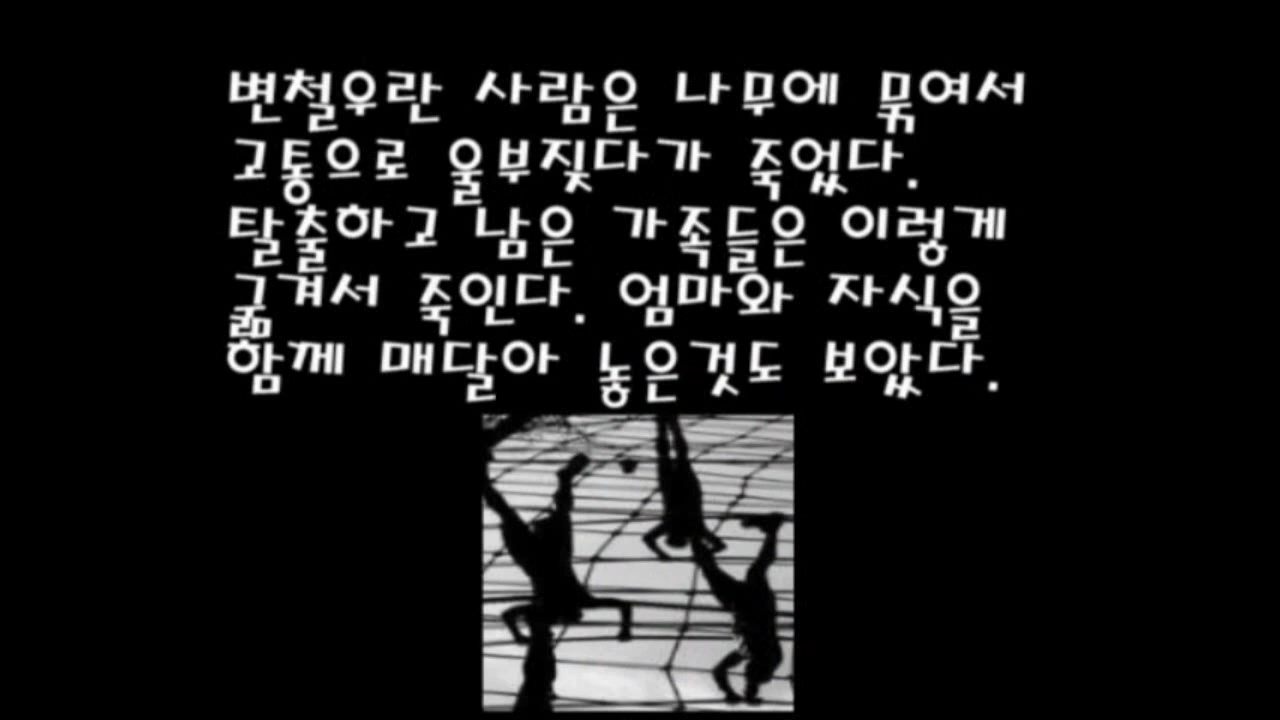 변철우란 사람은 나무에 묶여서
고통으로 울부짖다가 죽었다.
탈출하고 남은 가족들은 이렇게
굶겨서 죽인다. 엄마와 자식을
함께 매달아 놓은것도 보았다.